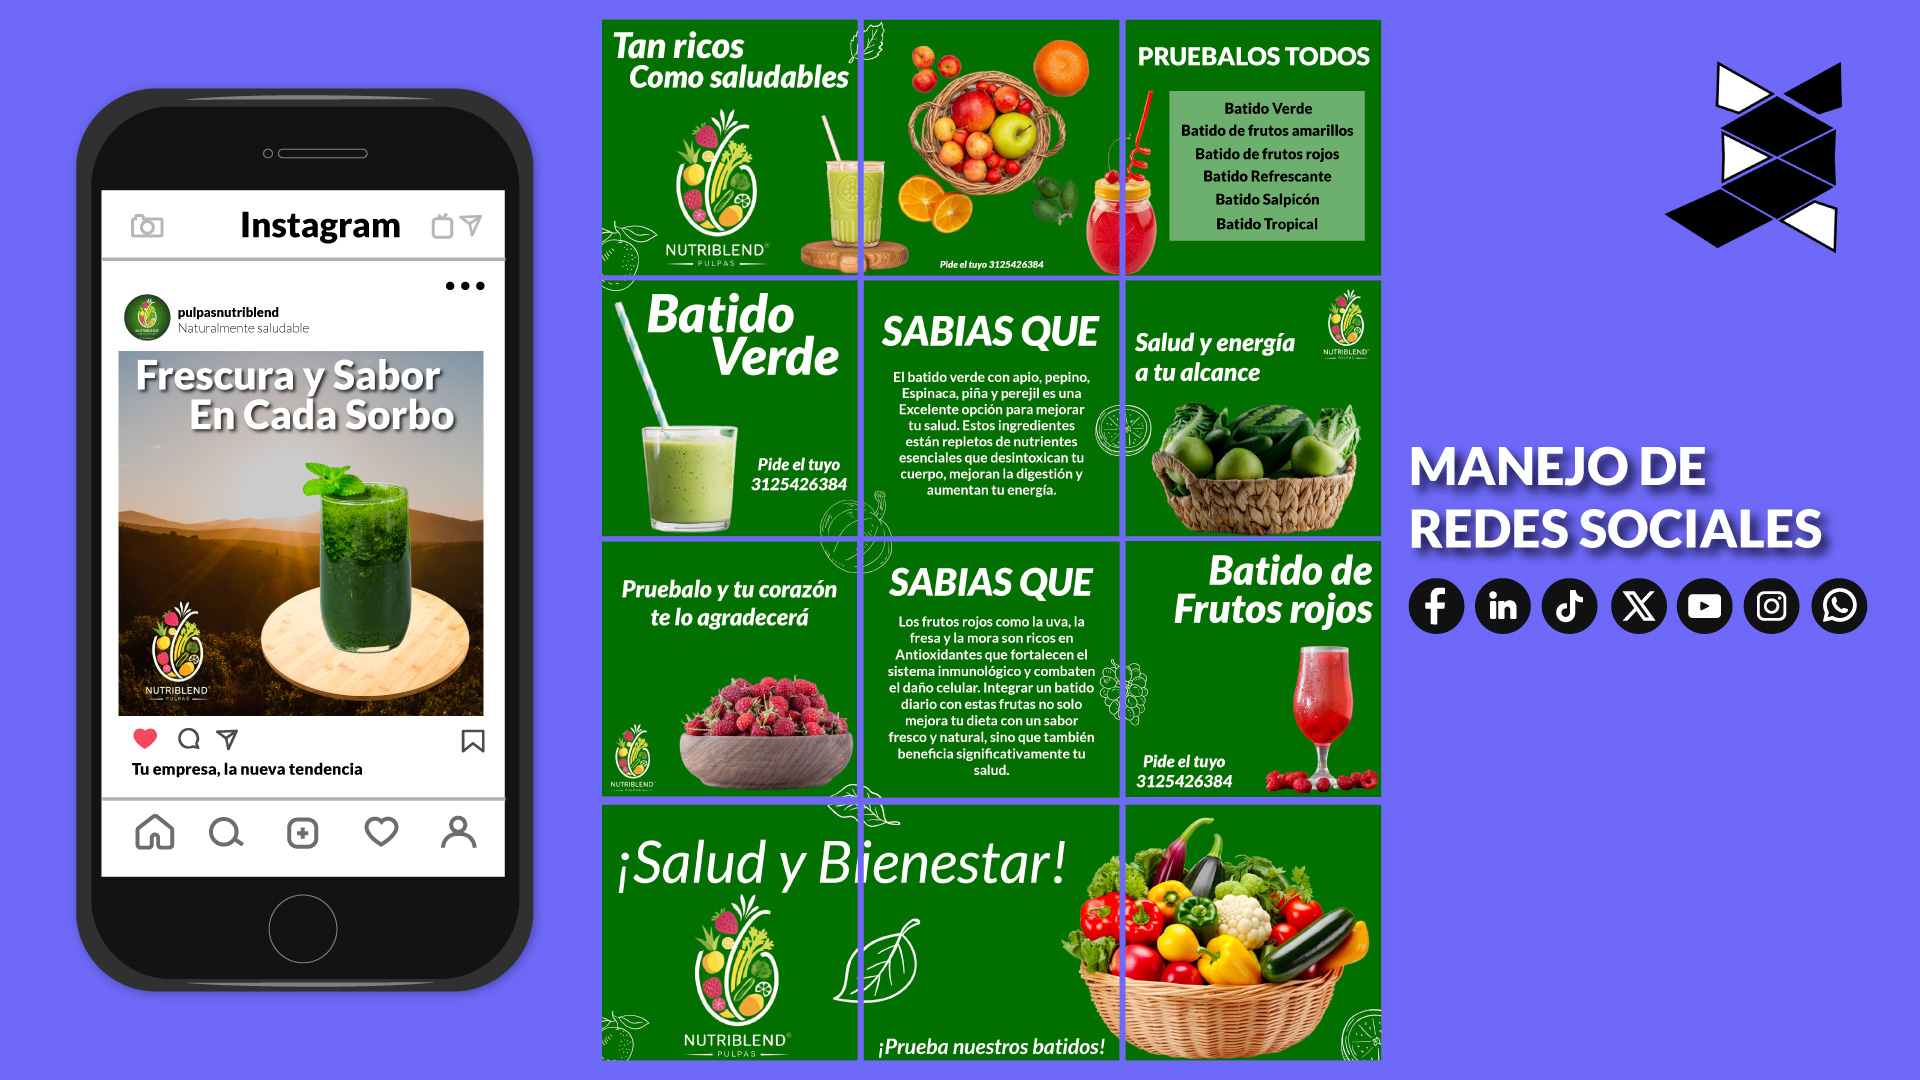 Instagram
pulpasnutriblend
Naturalmente saludable
Frescura y Sabor
En Cada Sorbo
NUTRIBLEND
PULPAS
Tu empresa, la nueva tendencia
Tan ricos
Como saludables
NUTRIBLEND®
PULPAS
Pide el tuyo 3125426384
PRUEBALOS TODOS
Batido Verde
Batido de frutos amarillos
Batido de frutos rojos
Batido Refrescante
Batido Salpicón
Batido Tropical
Batido
Verde
Pide el tuyo
3125426384
SABIAS QUE
El batido verde con apio, pepino,
Espinaca, piña y perejil es una
Excelente opción para mejorar
tu salud. Estos ingredientes
están repletos de nutrientes
esenciales que desintoxican tu
cuerpo, mejoran la digestión y
aumentan tu energía.
Salud y energía
a tu alcance
NUTRIBLEND
PULPAS
Pruebalo y tu corazón
te lo agradecerá
NUTRIBLEND
PULPAS
SABIAS QUE
Los frutos rojos como la uva, la
fresa y la mora son ricos en
Antioxidantes que fortalecen el
sistema inmunológico y combaten
el daño celular. Integrar un batido
diario con estas frutas no solo
mejora tu dieta con un sabor
fresco y natural, sino que también
beneficia significativamente tu
salud.
Batido de
Frutos rojos
Pide el tuyo
3125426384
¡Salud y Bienestar!
NUTRIBLEND®
PULPAS
¡Prueba nuestros batidos!
MANEJO DE
REDES SOCIALES